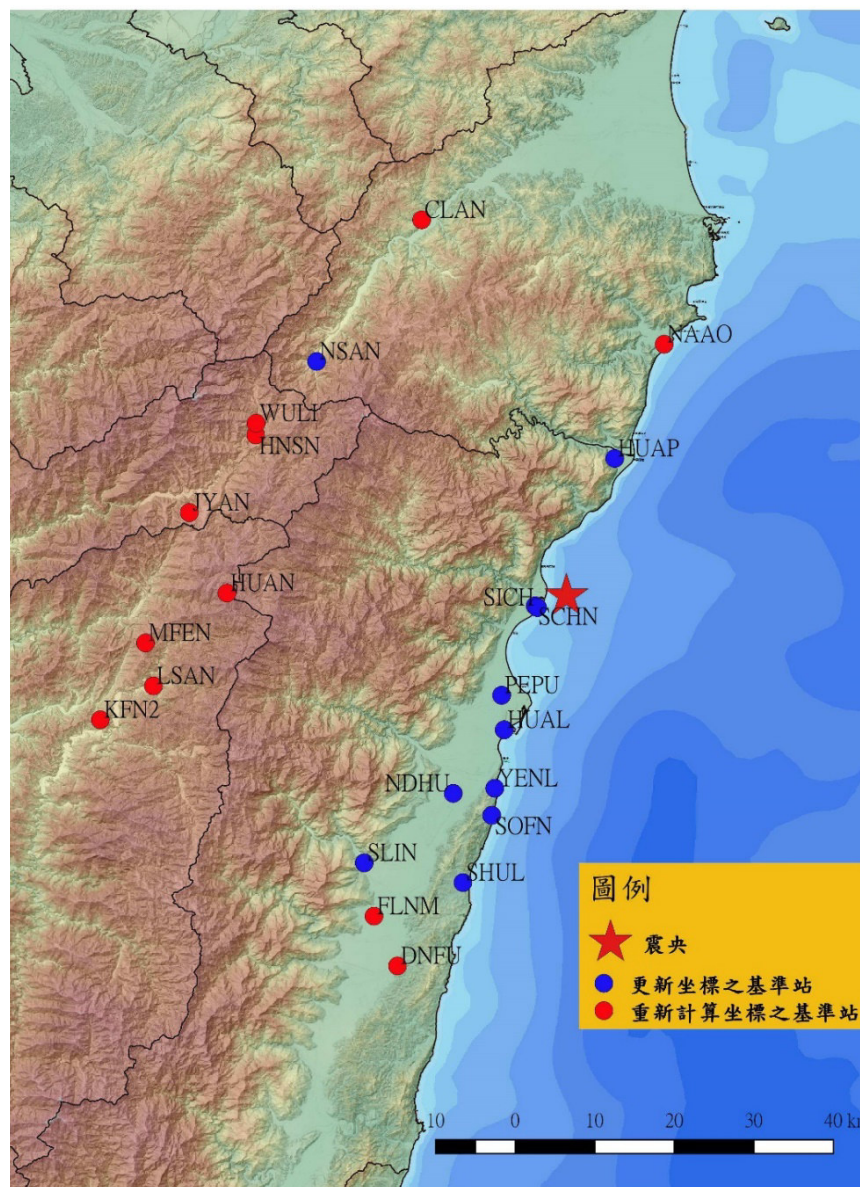 CLAN
NAAO
NSAN
WULI
HNSN
HUAP
JYAN
HUAN
SICH
SCHN
MFEN
LSAN
PEPU
KFN2
HUAL
NDHU
YENL
SOFN
SLIN
SHUL
FLNM
DNFU
圖例
震央
更新坐標之基準站
重新計算坐標之基準站
10 0 10 20 30 40 km